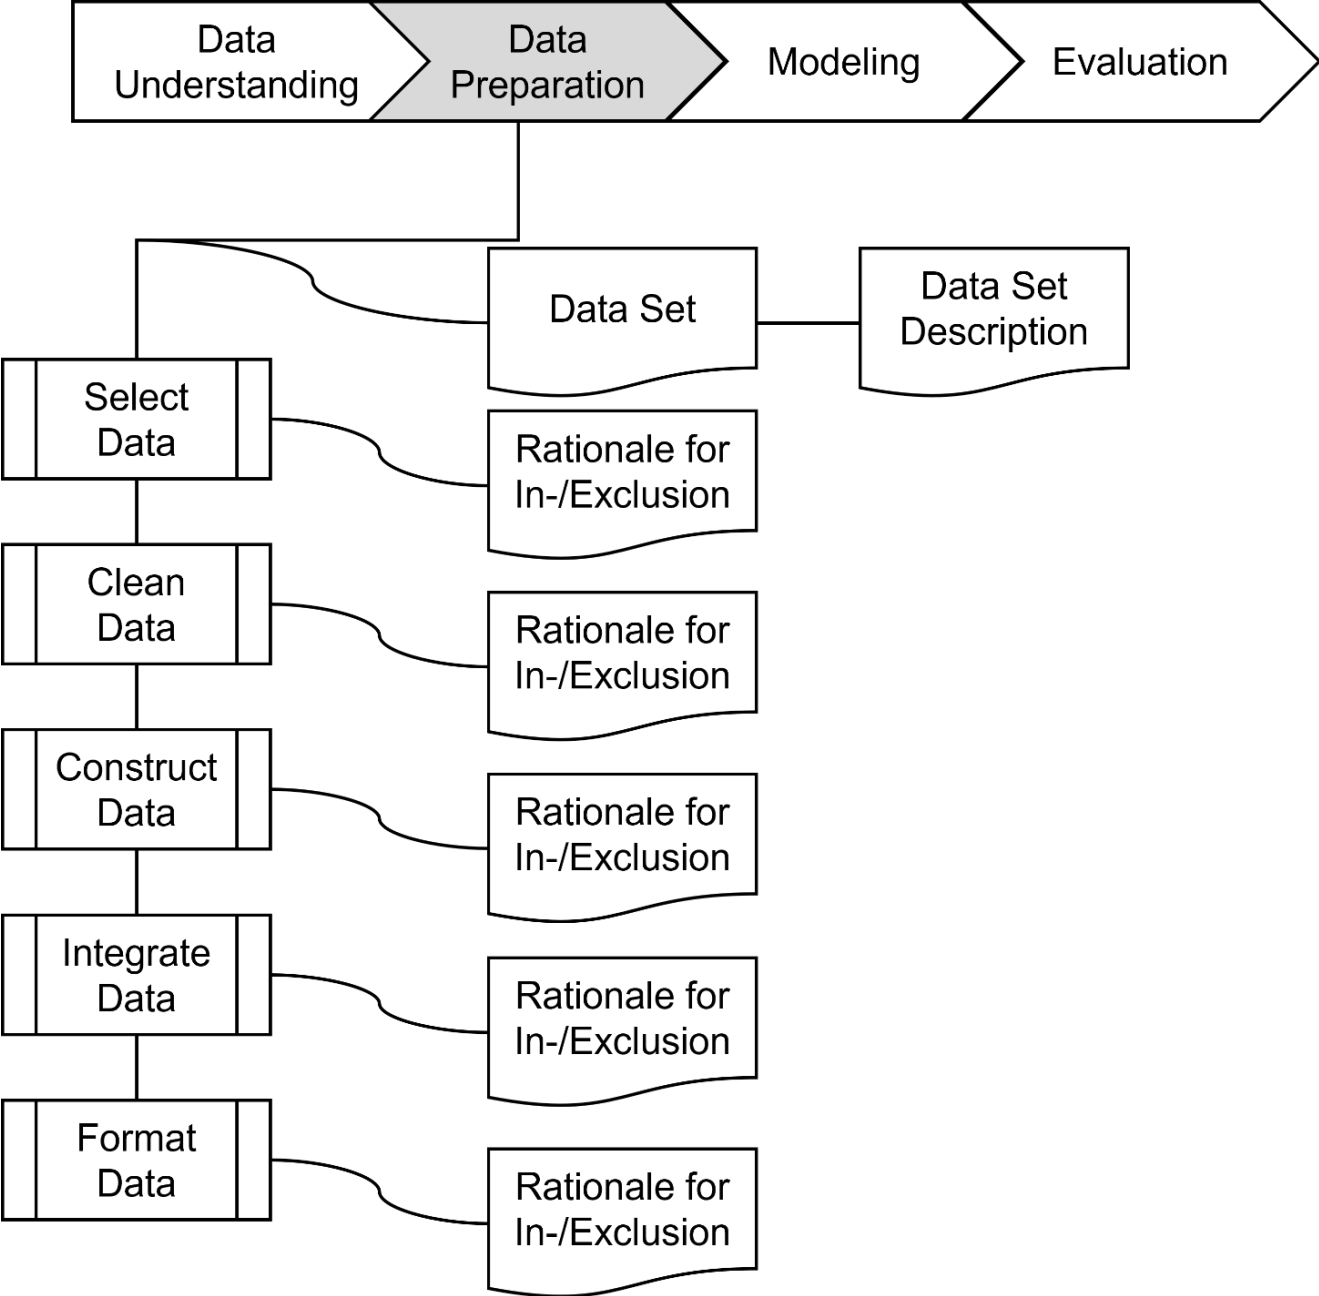 Data
Understanding
Data
Preparation
Modeling
Evaluation
Data Set
Data Set
Description
Select
Data
Rationale for
In-/Exclusion
Clean
Data
Rationale for
In-/Exclusion
Construct
Data
Rationale for
In-/Exclusion
Integrate
Data
Rationale for
In-/Exclusion
Format
Data
Rationale for
In-/Exclusion